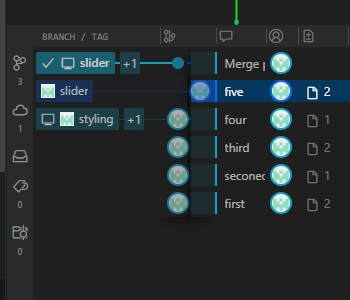 BRANCH / TAG
slider +1 Merge
3
slider five 2
1
styling +1 four 1
third 2
0
seconec 1
first 2
0